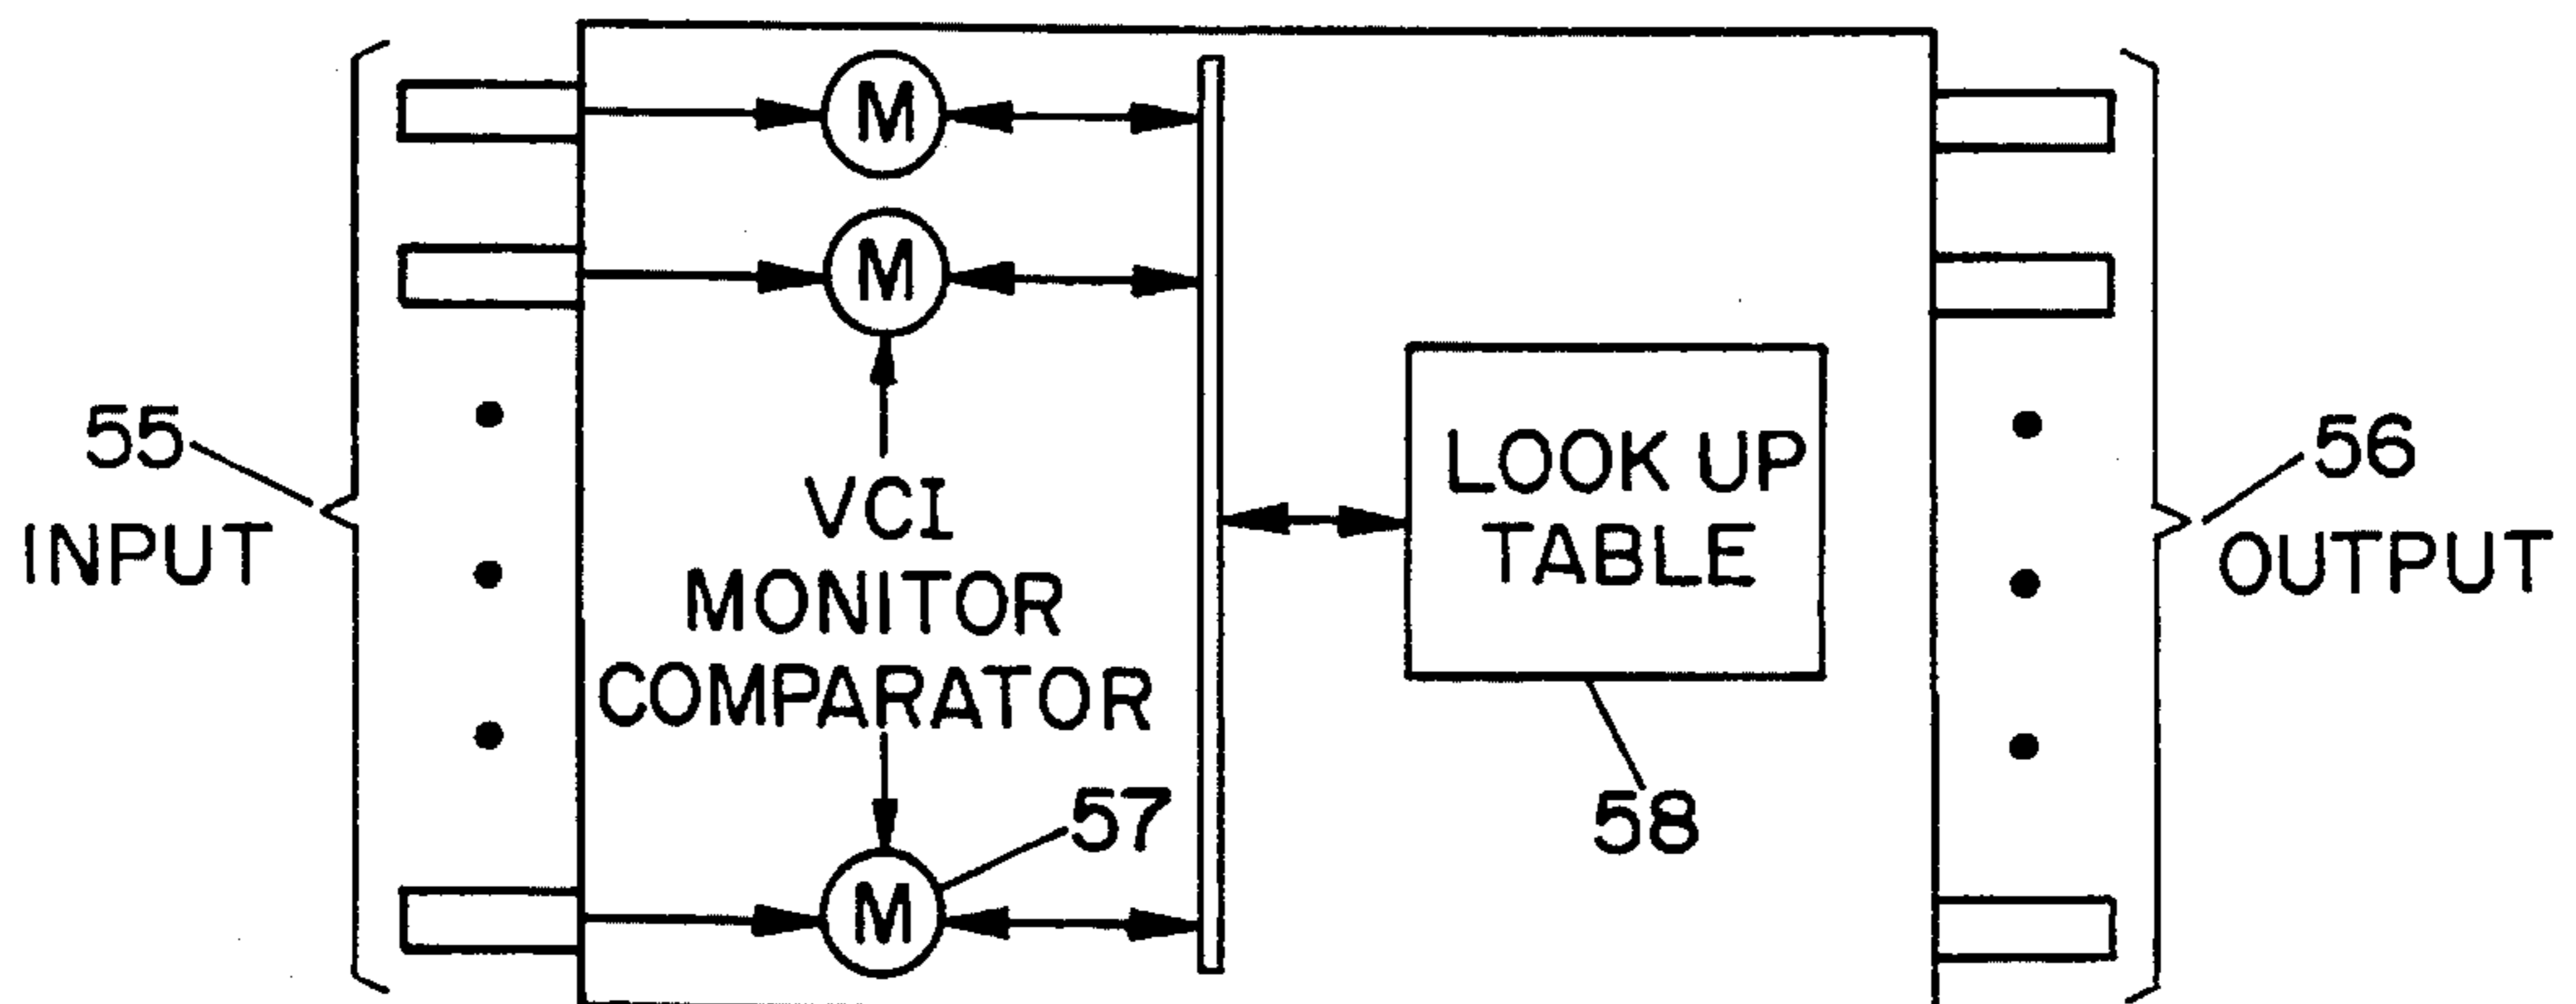 M
M
55
INPUT
VCI
MONITOR
COMPARATOR
57
M
LOOK UP
TABLE
58
56
OUTPUT